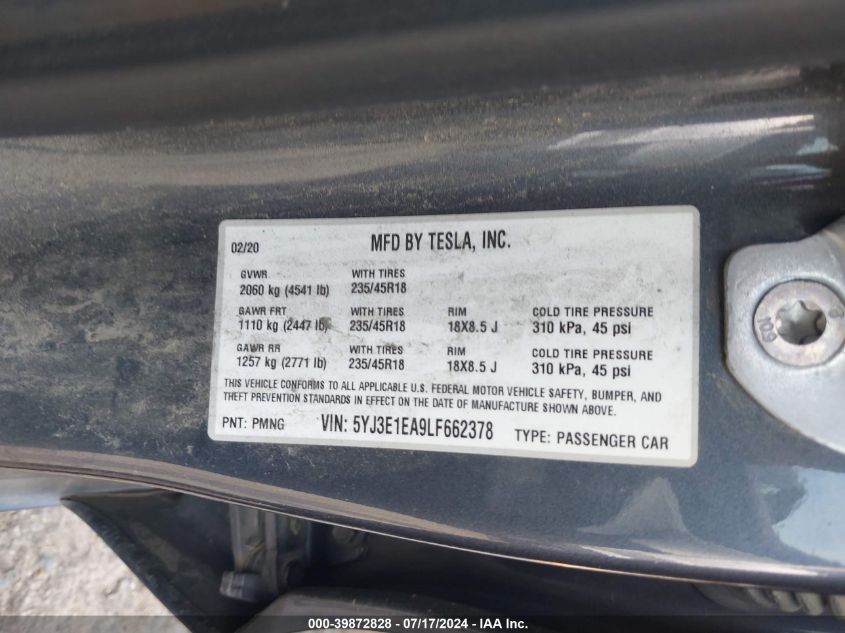 02/20 MFD BY TESLA, INC.
GVWR WITH TIRES
2060 kg (4541 lb) 235/45R18
GAWR FRT WITH TIRES RIM COLD TIRE PRESSURE
1110 kg (2447 lb) 235/45R18 18X8.5 J 310 kPa, 45 psi
GAWR RR WITH TIRES RIM COLD TIRE PRESSURE
1257 kg (2771 lb) 235/45R18 18X8.5 J 310 kPa, 45 psi
THIS VEHICLE CONFORMS TO ALL APPLICABLE U.S. FEDERAL MOTOR VEHICLE SAFETY, BUMPER, AND
THEFT PREVENTION STANDARDS IN EFFECT ON THE DATE OF MANUFACTURE SHOWN ABOVE.
PNT: PMNG VIN: 5YJ3E1EA9LF662378 TYPE: PASSENGER CAR
000-39872828 - 07/17/2024 - IAA, Inc.